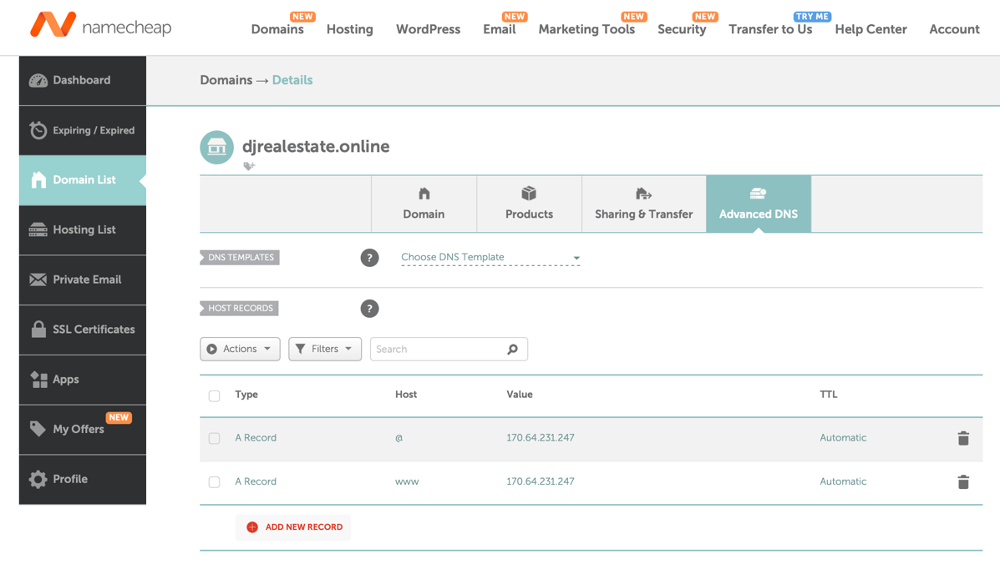 namecheap
NEW NEW NEW NEW TRY ME
Domains Hosting WordPress Email Marketing Tools Security Transfer to Us Help Center Account
Dashboard
Expiring / Expired
Domain List
Hosting List
Private Email
SSL Certificates
Apps
NEW
My Offers
Profile
Domains → Details
djrealestate.online
Domain Products Sharing & Transfer Advanced DNS
DNS TEMPLATES ? Choose DNS Template
HOST RECORDS ?
Actions Filters Search
Type Host Value TTL
A Record @ 170.64.231.247 Automatic
A Record www 170.64.231.247 Automatic
ADD NEW RECORD